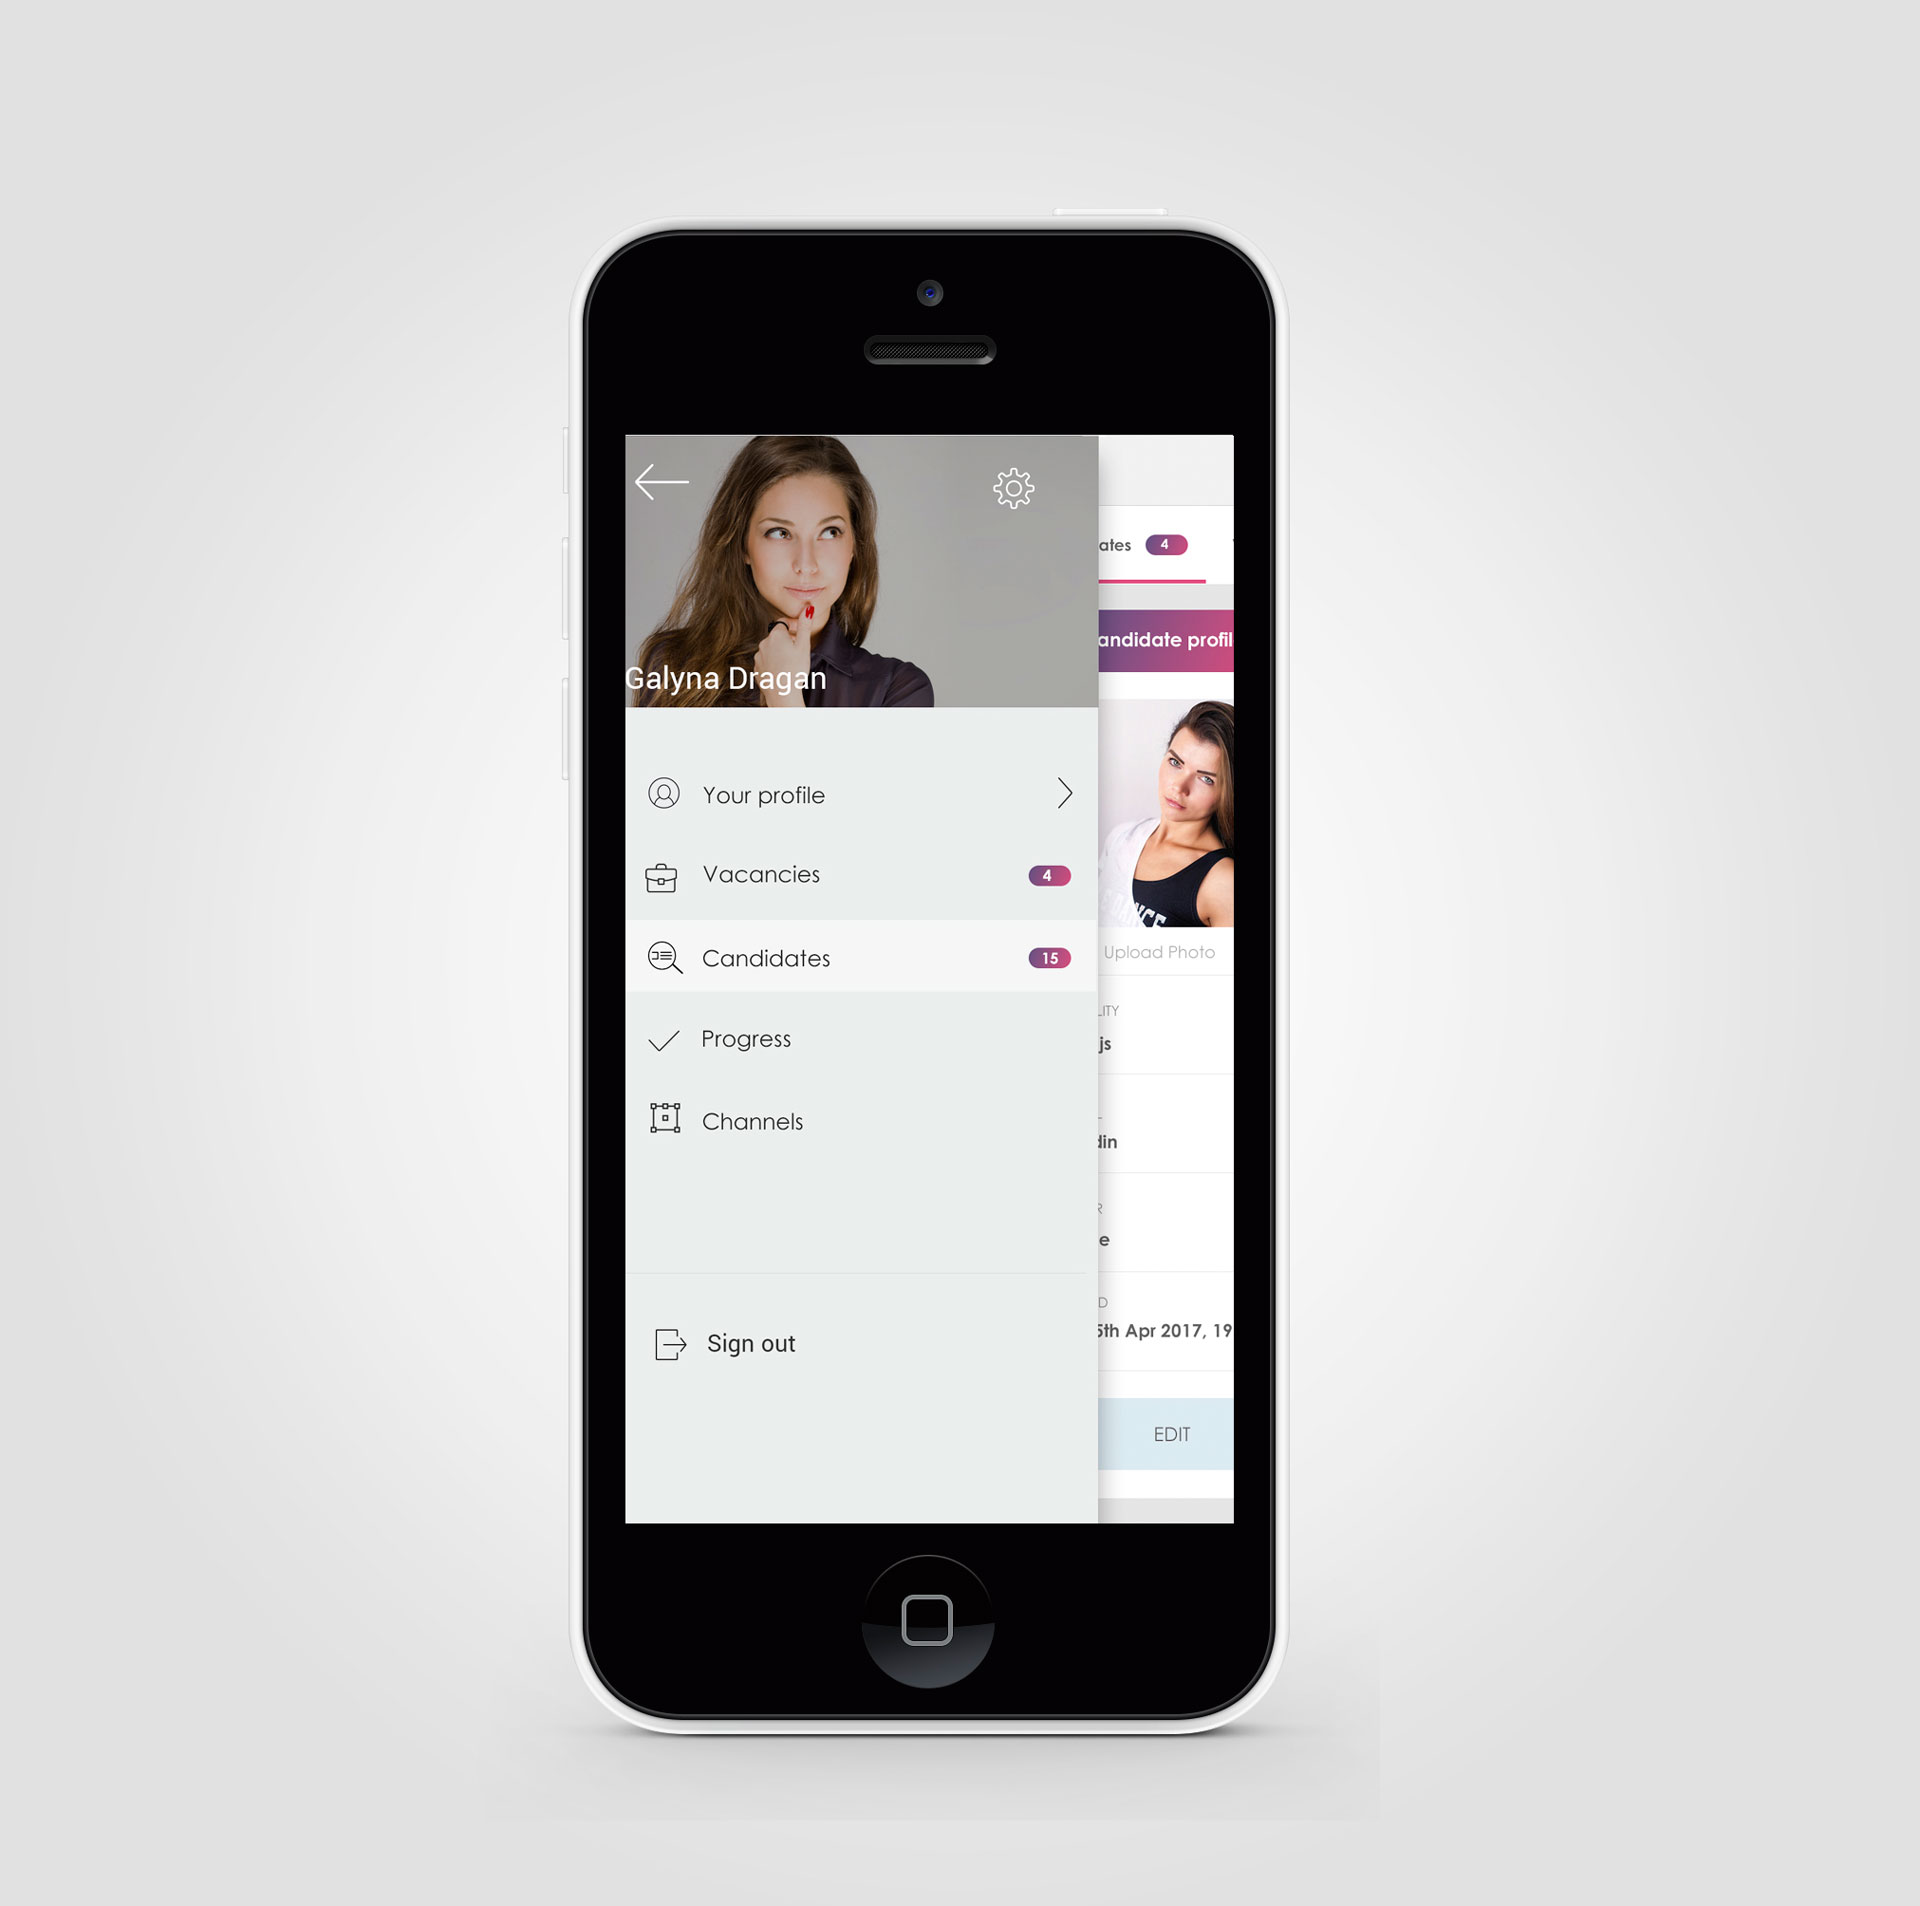 Galyna Dragan
Your profile
Vacancies 4
Candidates 15
Progress
Channels
Sign out
ates 4
andidate profil
DANCE
Upload Photo
LITY
js
din
R
e
D
5th Apr 2017, 19
EDIT